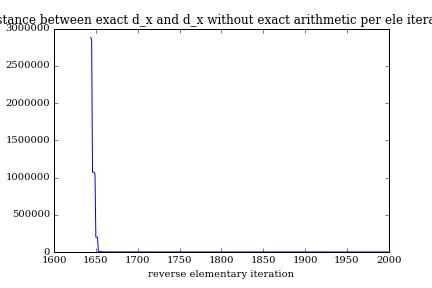 stance between exact d_x and d_x without exact arithmetic per ele itera
3000000
2500000
2000000
1500000
1000000
500000
0
1600 1650 1700 1750 1800 1850 1900 1950 2000
reverse elementary iteration